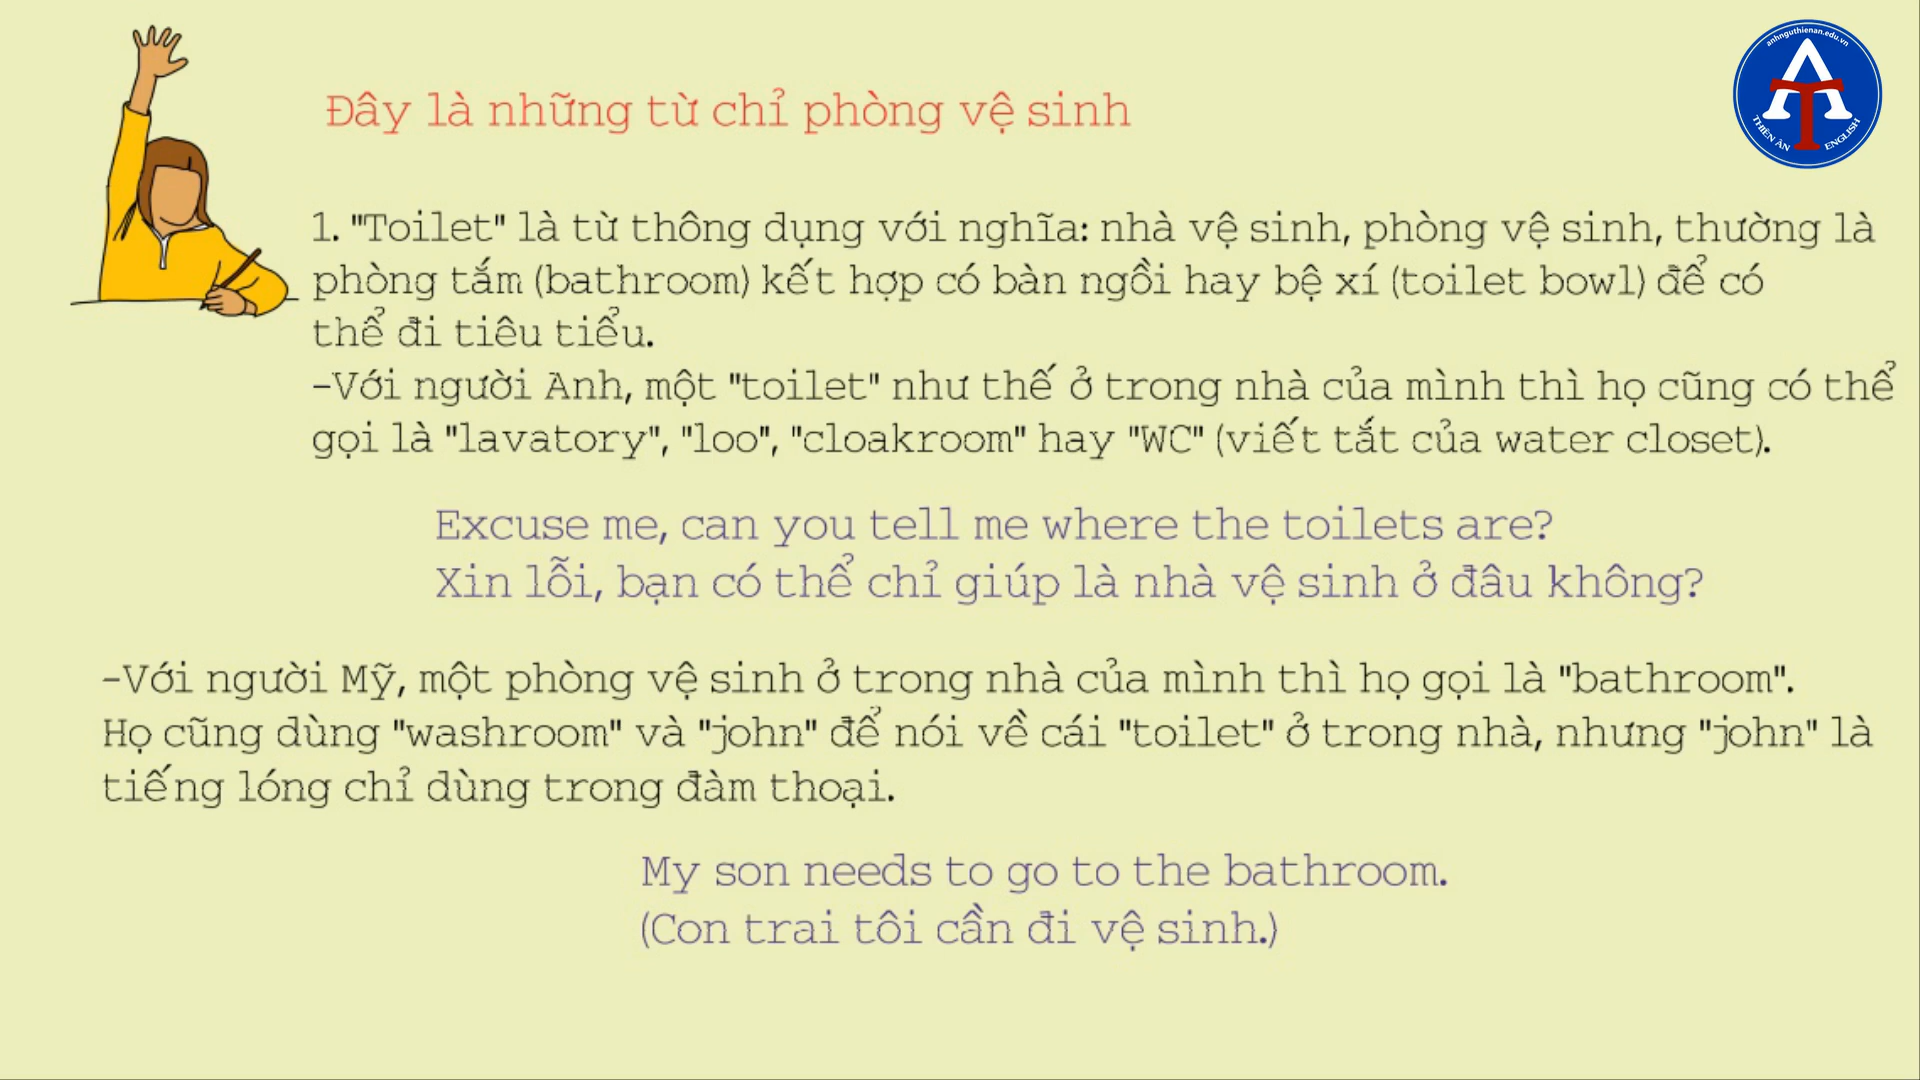 anhnguthienan.edu.vn
THIÊN ÂN ENGLISH
Đây là những từ chỉ phòng vệ sinh
1. "Toilet" là từ thông dụng với nghĩa: nhà vệ sinh, phòng vệ sinh, thường là
phòng tắm (bathroom) kết hợp có bàn ngồi hay bệ xí (toilet bowl) để có
thể đi tiêu tiểu.
-Với người Anh, một "toilet" như thế ở trong nhà của mình thì họ cũng có thể
gọi là "lavatory", "loo", "cloakroom" hay "WC" (viết tắt của water closet).
Excuse me, can you tell me where the toilets are?
Xin lỗi, bạn có thể chỉ giúp là nhà vệ sinh ở đâu không?
-Với người Mỹ, một phòng vệ sinh ở trong nhà của mình thì họ gọi là "bathroom".
Họ cũng dùng "washroom" và "john" để nói về cái "toilet" ở trong nhà, nhưng "john" là
tiếng lóng chỉ dùng trong đàm thoại.
My son needs to go to the bathroom.
(Con trai tôi cần đi vệ sinh.)